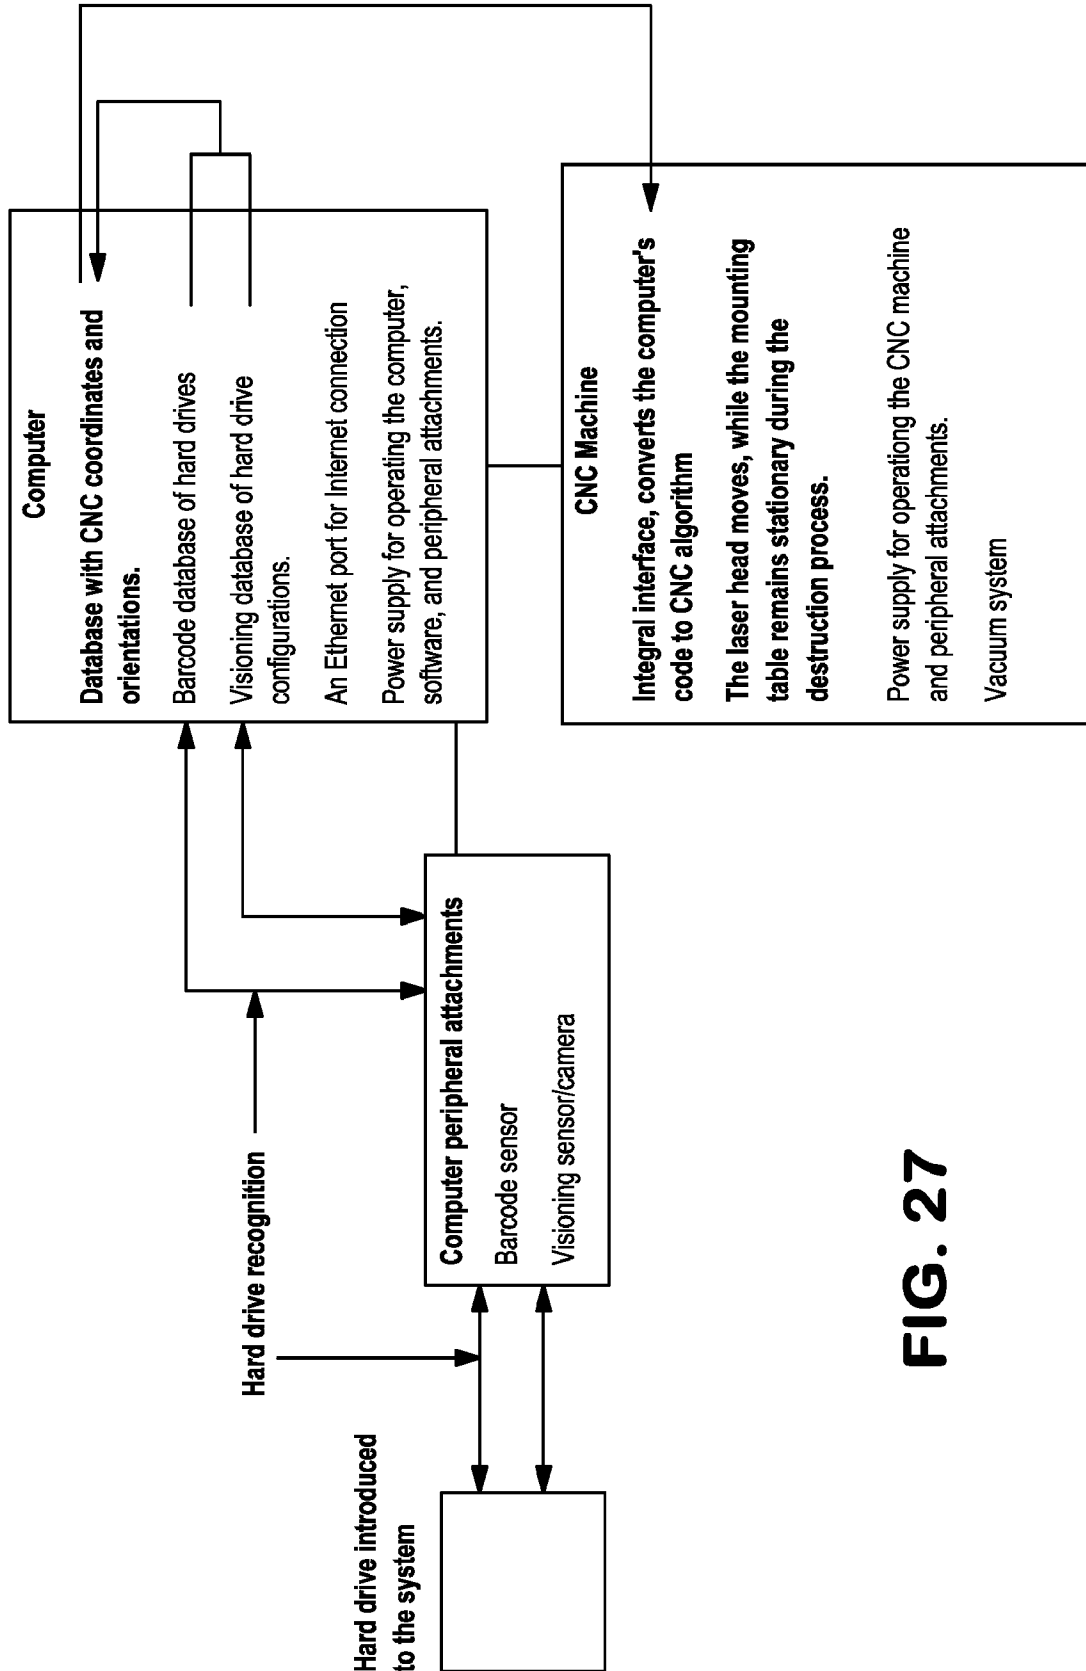 Hard drive introduced
to the system
Hard drive recognition
Computer peripheral attachments
Barcode sensor
Visioning sensor/camera
Computer
Database with CNC coordinates and
orientations.
Barcode database of hard drives
Visioning database of hard drive
configurations.
An Ethernet port for Internet connection
Power supply for operating the computer,
software, and peripheral attachments.
CNC Machine
Integral interface, converts the computer's
code to CNC algorithm
The laser head moves, while the mounting
table remains stationary during the
destruction process.
Power supply for operationg the CNC machine
and peripheral attachments.
Vacuum system
FIG. 27